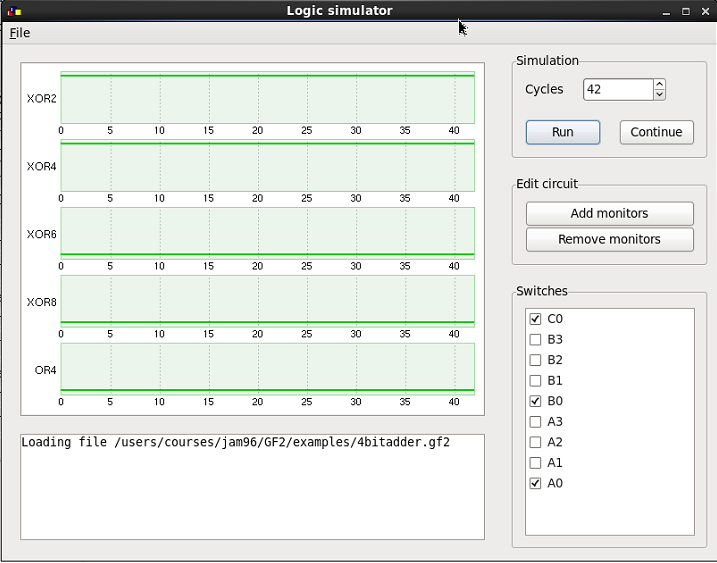 Logic simulator
File
XOR2
0 5 10 15 20 25 30 35 40
XOR4
0 5 10 15 20 25 30 35 40
XOR6
0 5 10 15 20 25 30 35 40
XOR8
0 5 10 15 20 25 30 35 40
OR4
0 5 10 15 20 25 30 35 40
Loading file /users/courses/jam96/GF2/examples/4bitadder.gf2
Simulation
Cycles 42
Run Continue
Edit circuit
Add monitors
Remove monitors
Switches
C0
B3
B2
B1
B0
A3
A2
A1
A0